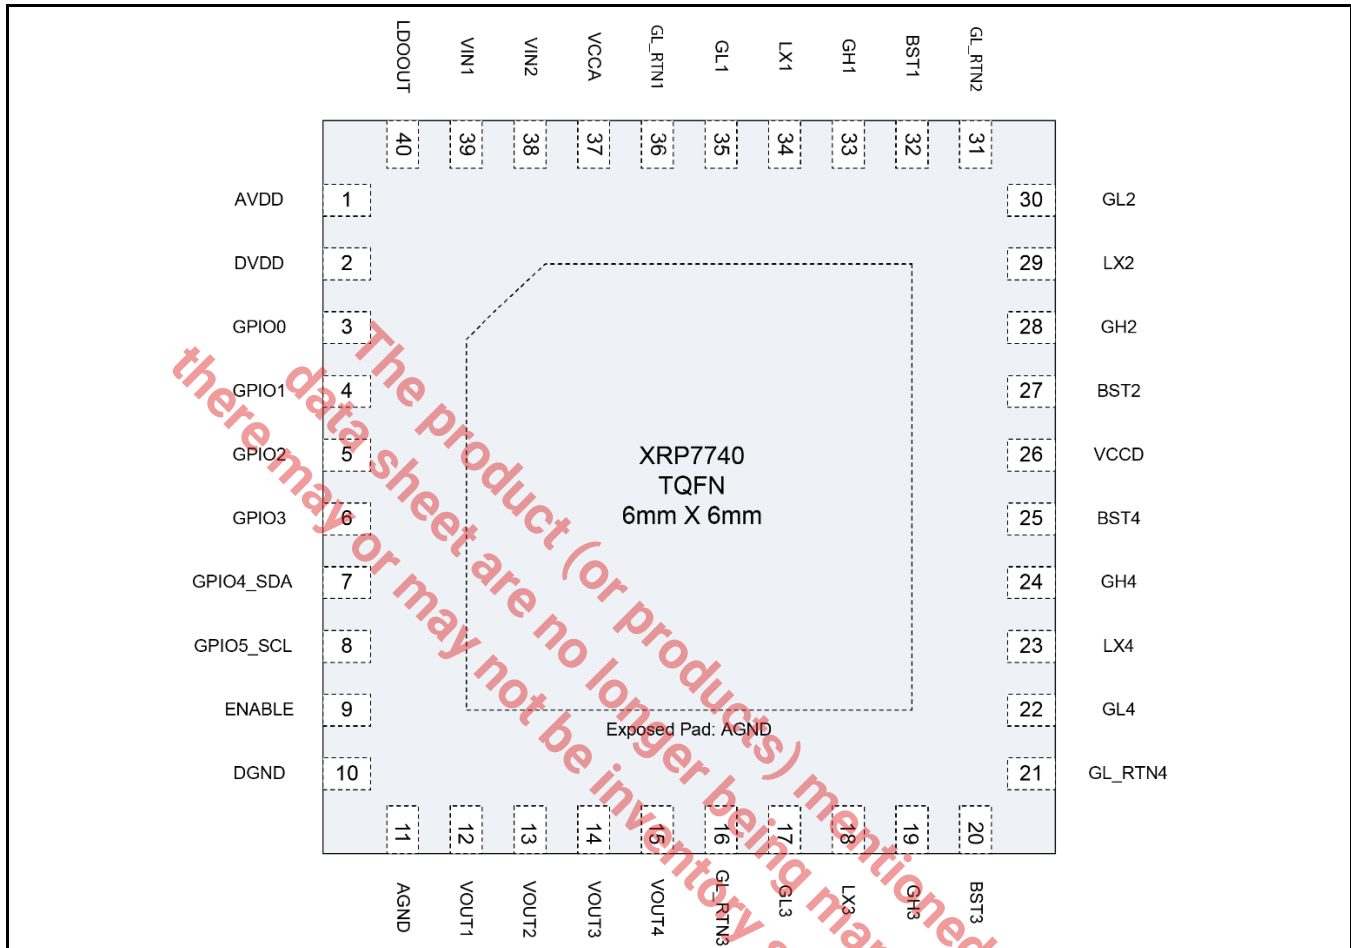 LDOOUT
VIN1
VIN2
VCCA
GL_RTN1
GL1
LX1
GH1
BST1
GL_RTN2
40
39
38
37
36
35
34
33
32
31
AVDD 1
DVDD 2
GPIO0 3
GPIO1 4
GPIO2 5
GPIO3 6
GPIO4_SDA 7
GPIO5_SCL 8
ENABLE 9
DGND 10
30 GL2
29 LX2
28 GH2
27 BST2
26 VCCD
25 BST4
24 GH4
23 LX4
22 GL4
21 GL_RTN4
XRP7740
TQFN
6mm X 6mm
Exposed Pad: AGND
11
12
13
14
15
16
17
18
19
20
AGND
VOUT1
VOUT2
VOUT3
VOUT4
GL_RTN3
GL3
LX3
GH3
BST3
The product (or products) mentioned
data sheet are no longer being
there may or may not be inventory